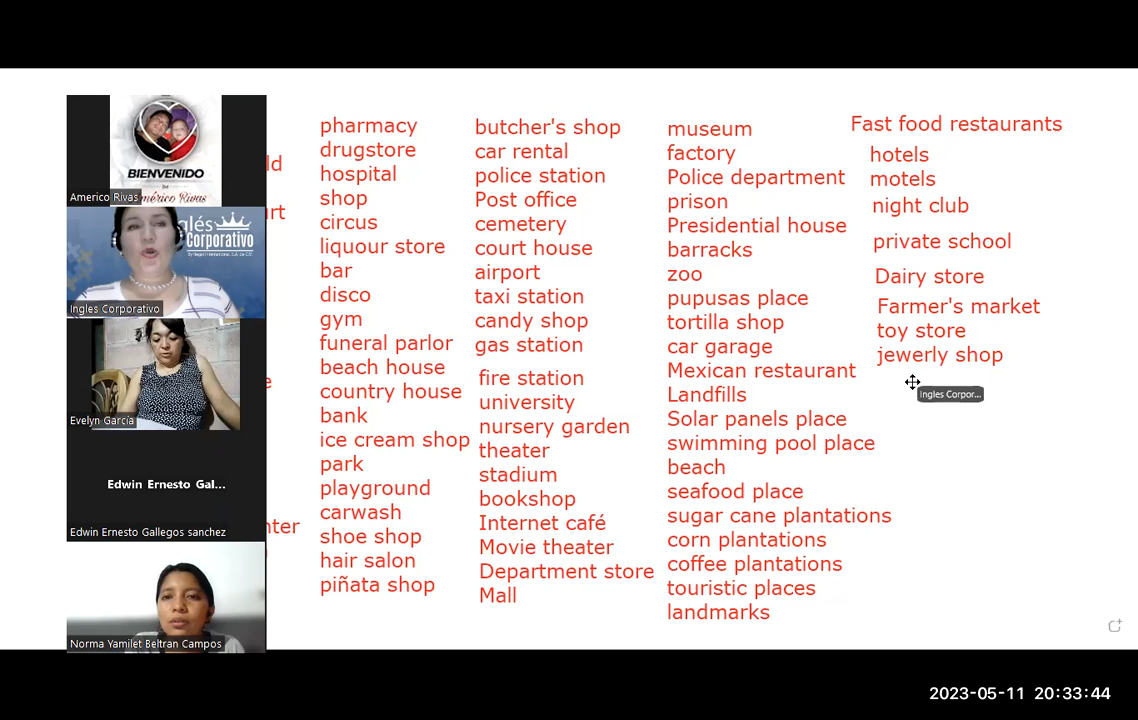 BIENVENIDO
Américo Rivas
Americo Rivas
Inglés Corporativo
Ingles Corporativo
Evelyn García
Edwin Ernesto Gal...
Edwin Ernesto Gallegos sanchez
Norma Yamilet Beltran Campos
pharmacy
drugstore
hospital
shop
circus
liquour store
bar
disco
gym
funeral parlor
beach house
country house
bank
ice cream shop
park
playground
carwash
shoe shop
hair salon
piñata shop
butcher's shop
car rental
police station
Post office
cemetery
court house
airport
taxi station
candy shop
gas station
fire station
university
nursery garden
theater
stadium
bookshop
Internet café
Movie theater
Department store
Mall
museum
factory
Police department
prison
Presidential house
barracks
zoo
pupusas place
tortilla shop
car garage
Mexican restaurant
Landfills
Solar panels place
swimming pool place
beach
seafood place
sugar cane plantations
corn plantations
coffee plantations
touristic places
landmarks
Fast food restaurants
hotels
motels
night club
private school
Dairy store
Farmer's market
toy store
jewerly shop
Ingles Corpor...
2023-05-11 20:33:44